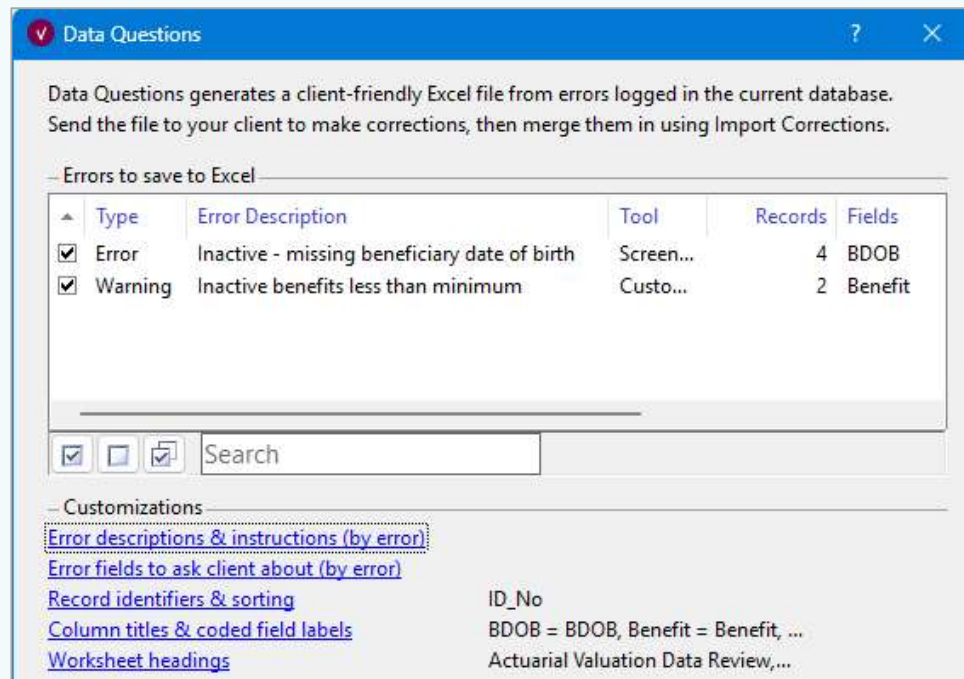 Data Questions ? ×
Data Questions generates a client-friendly Excel file from errors logged in the current database.
Send the file to your client to make corrections, then merge them in using Import Corrections.
Errors to save to Excel
Type Error Description Tool Records Fields
Error Inactive - missing beneficiary date of birth Screen... 4 BDOB
Warning Inactive benefits less than minimum Custo... 2 Benefit
Search
Customizations
Error descriptions & instructions (by error)
Error fields to ask client about (by error)
Record identifiers & sorting ID_No
Column titles & coded field labels BDOB = BDOB, Benefit = Benefit, ...
Worksheet headings Actuarial Valuation Data Review,...